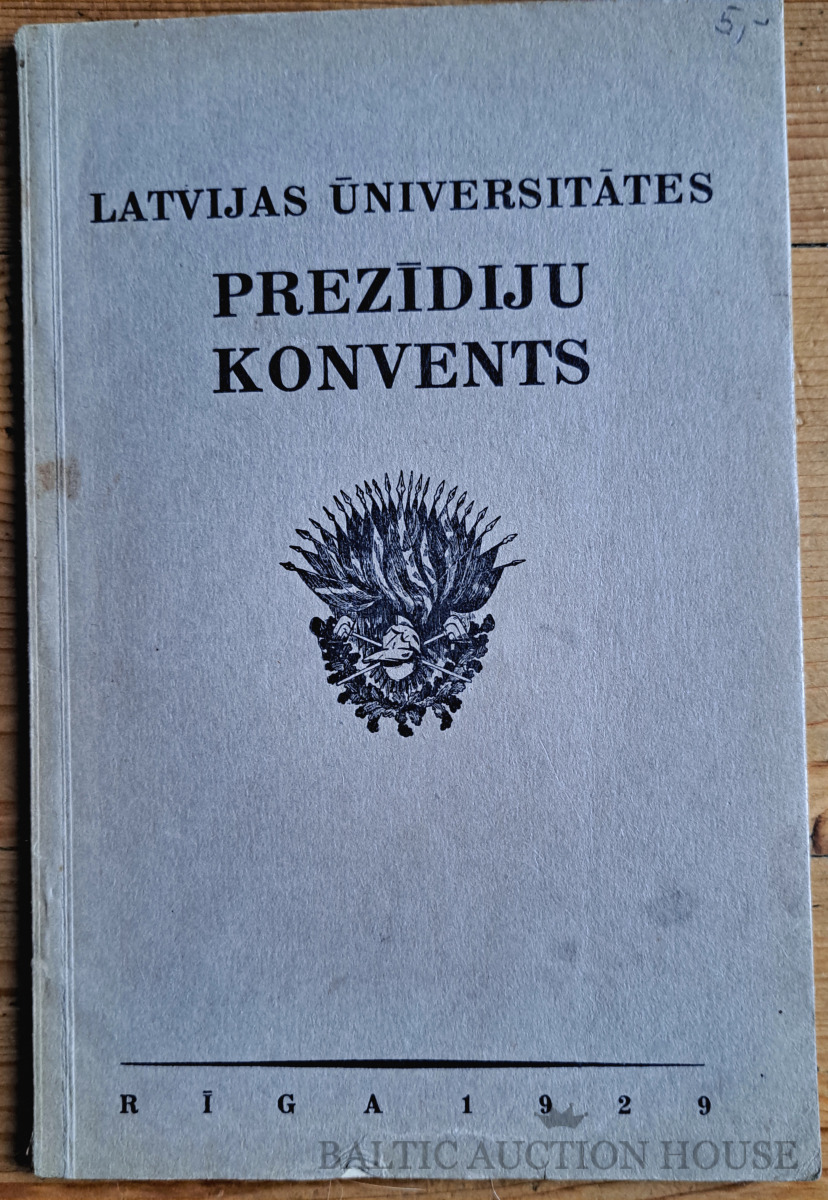 5,-
LATVIJAS ŪNIVERSITĀTES
PREZĪDIJU
KONVENTS
RĪGA 1929
BALTIC AUCTION HOUSE